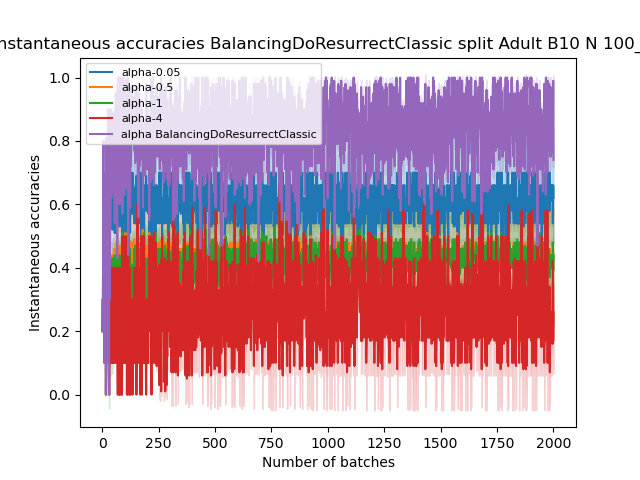 nstantaneous accuracies BalancingDoResurrectClassic split Adult B10 N 100_
alpha-0.05
alpha-0.5
alpha-1
alpha-4
alpha BalancingDoResurrectClassic
1.0
0.8
0.6
0.4
0.2
0.0
Instantaneous accuracies
0 250 500 750 1000 1250 1500 1750 2000
Number of batches